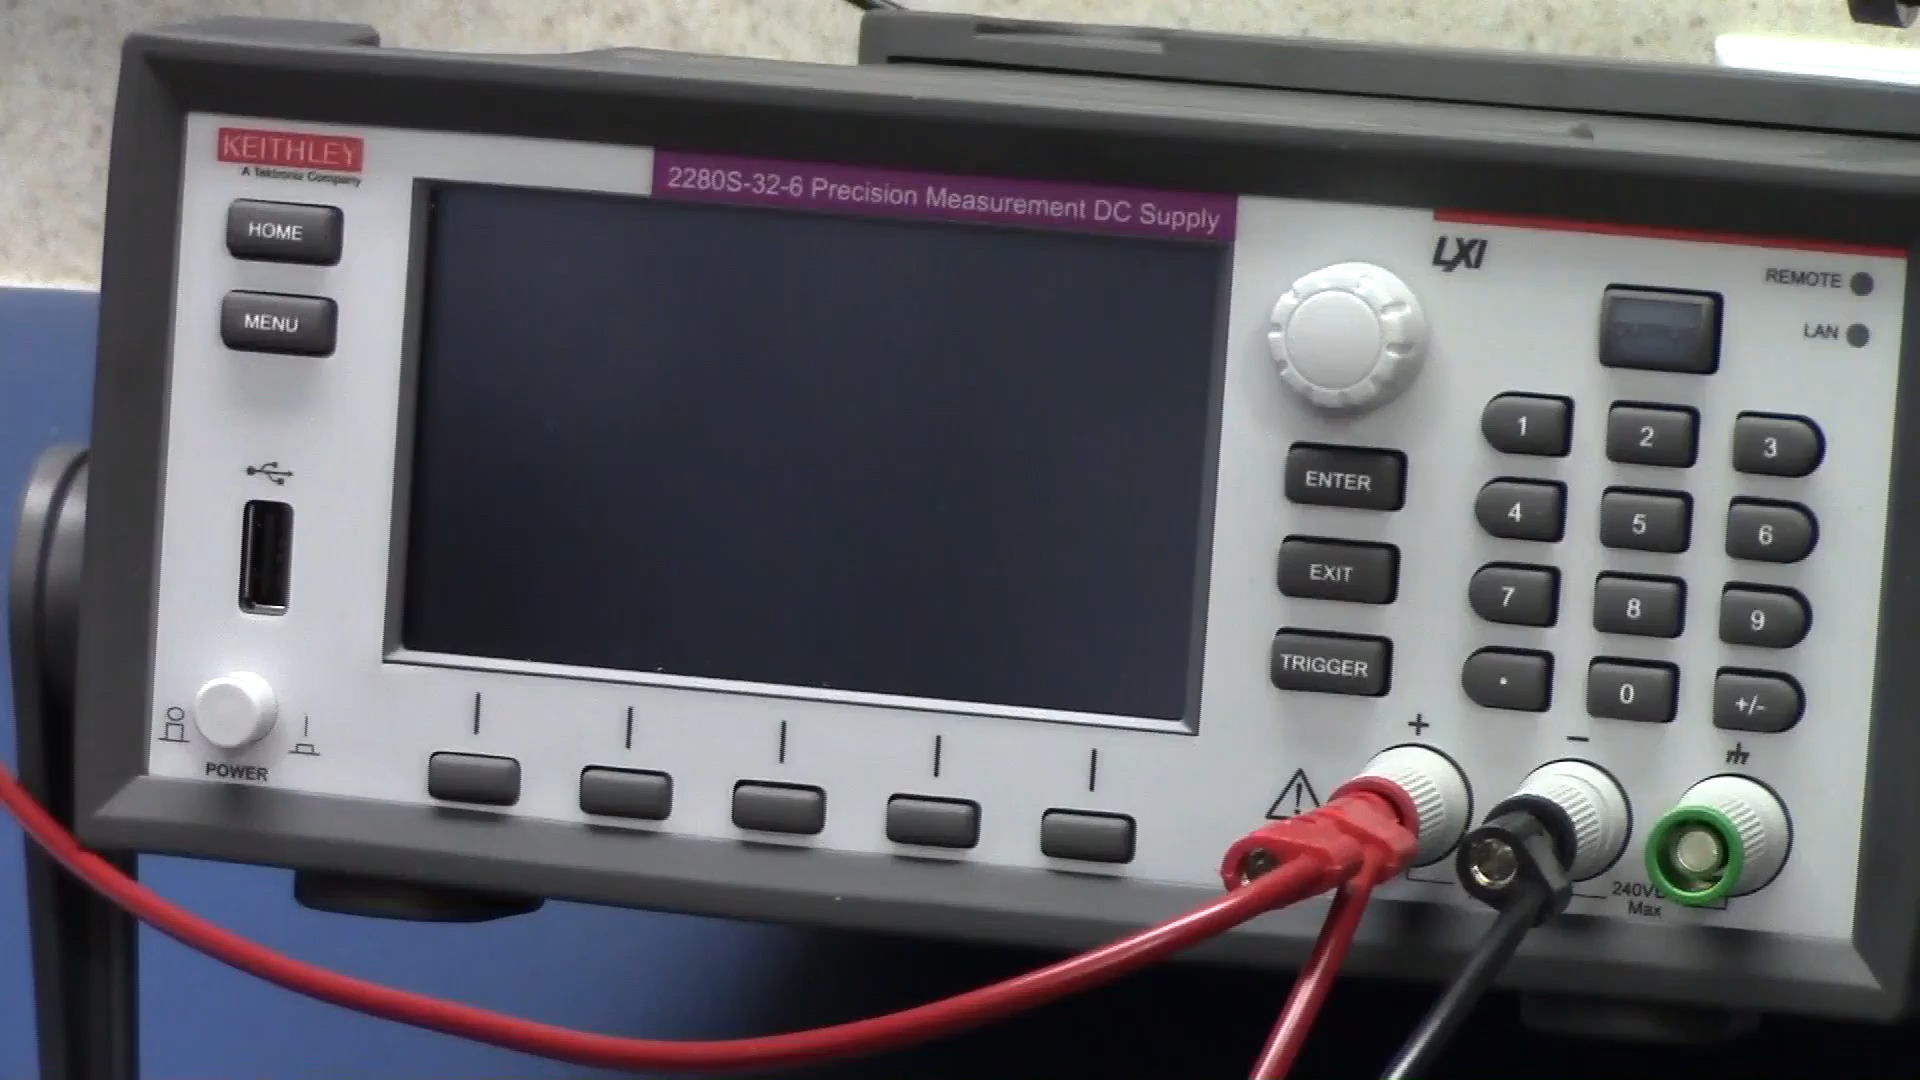 KEITHLEY
A Tektronix Company
2280S-32-6 Precision Measurement DC Supply
HOME
MENU
POWER
LXI
REMOTE
LAN
ENTER
EXIT
TRIGGER
1 2 3
4 5 6
7 8 9
. 0 +/-
+ -
240V
Max